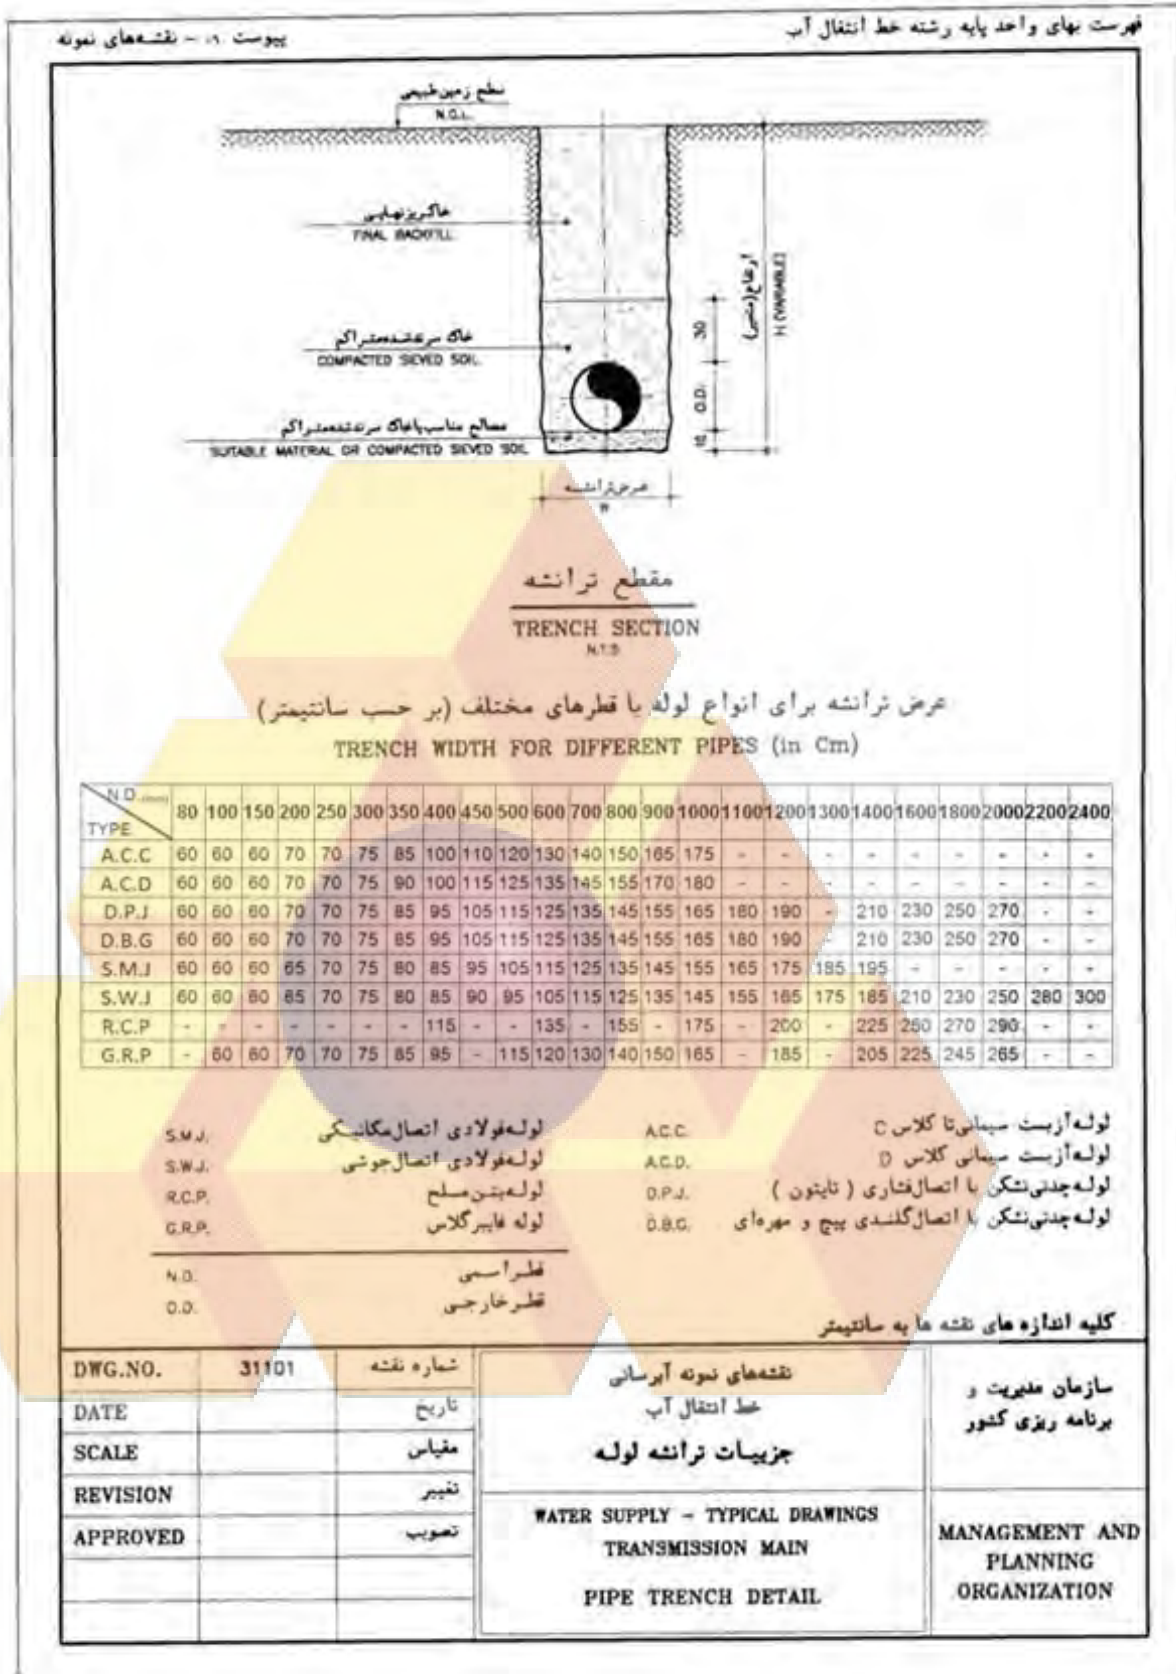 فهرست بهای واحد پایه رشته خط انتقال آب
پیوست ۹. – نقشه‌های نمونه
سطح زمین طبیعی
N.G.L.
خاکریز نهایی
FINAL BACKFILL
خاک سرند شده متراکم
COMPACTED SIEVED SOIL
مصالح مناسب یا خاک سرند شده متراکم
SUITABLE MATERIAL OR COMPACTED SIEVED SOIL
30
O.D.
15
ارتفاع (متغیر)
H (VARIABLE)
عرض ترانشه
W
مقطع ترانشه
TRENCH SECTION
N.T.S
عرض ترانشه برای انواع لوله با قطرهای مختلف (بر حسب سانتیمتر)
TRENCH WIDTH FOR DIFFERENT PIPES (in Cm)
N.D. (mm) TYPE 80 100 150 200 250 300 350 400 450 500 600 700 800 900 1000 1100 1200 1300 1400 1600 1800 2000 2200 2400
A.C.C 60 60 60 70 70 75 85 100 110 120 130 140 150 165 175 - - - - - - - - -
A.C.D 60 60 60 70 70 75 90 100 115 125 135 145 155 170 180 - - - - - - - - -
D.P.J 60 60 60 70 70 75 85 95 105 115 125 135 145 155 165 180 190 - 210 230 250 270 - -
D.B.G 60 60 60 70 70 75 85 95 105 115 125 135 145 155 165 180 190 - 210 230 250 270 - -
S.M.J 60 60 60 65 70 75 80 85 95 105 115 125 135 145 155 165 175 185 195 - - - - -
S.W.J 60 60 60 65 70 75 80 85 90 95 105 115 125 135 145 155 165 175 185 210 230 250 280 300
R.C.P - - - - - - - 115 - - 135 - 155 - 175 - 200 - 225 250 270 290 - -
G.R.P - 60 60 70 70 75 85 95 - 115 120 130 140 150 165 - 185 - 205 225 245 265 - -
لوله آزبست سیمانی تا کلاس C A.C.C.
لوله آزبست سیمانی کلاس D A.C.D.
لوله چدنی نشکن با اتصال فشاری ( تایتون ) D.P.J.
لوله چدنی نشکن با اتصال گلندی پیچ و مهره‌ای D.B.G.
لوله فولادی اتصال مکانیکی S.M.J.
لوله فولادی اتصال جوشی S.W.J.
لوله بتن مسلح R.C.P.
لوله فایبرگلاس G.R.P.
قطر اسمی N.D.
قطر خارجی O.D.
کلیه اندازه های نقشه ها به سانتیمتر
سازمان مدیریت و
برنامه ریزی کشور
MANAGEMENT AND
PLANNING
ORGANIZATION
نقشه‌های نمونه آبرسانی
خط انتقال آب
جزییات ترانشه لوله
WATER SUPPLY – TYPICAL DRAWINGS
TRANSMISSION MAIN
PIPE TRENCH DETAIL
DWG.NO. 31101 شماره نقشه
DATE تاریخ
SCALE مقیاس
REVISION تغییر
APPROVED تصویب